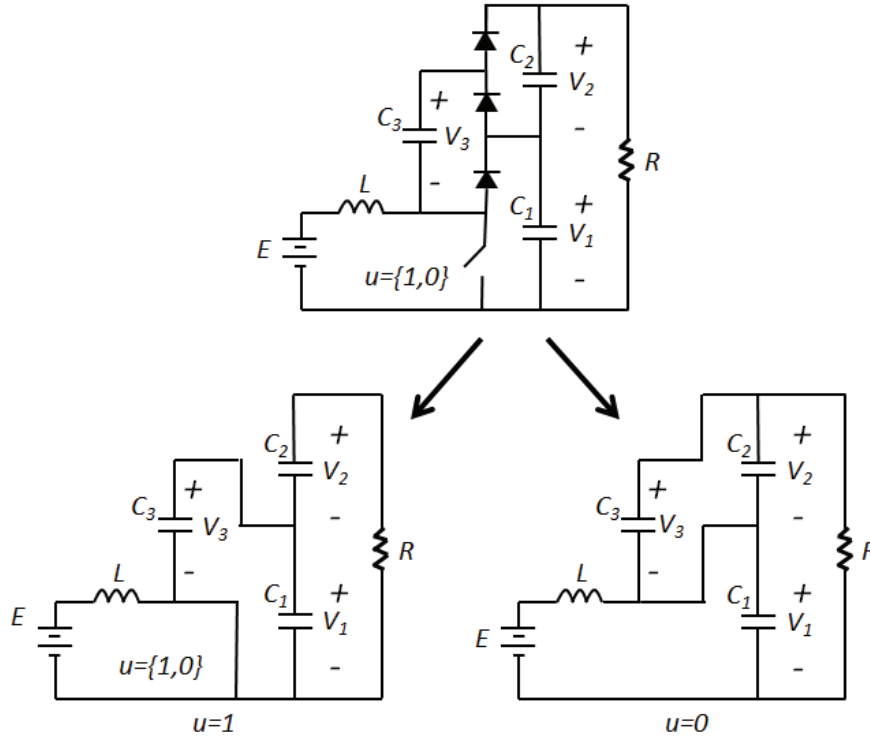 +
C2
V2
+
C3
V3
-
R
-
L
+
C1
V1
E
u={1,0}
-
+
C2
V2
+
C3
V3
-
R
-
L
+
C1
V1
E
u={1,0}
-
u=1
+
C2
V2
+
C3
V3
-
R
-
L
+
C1
V1
E
-
u=0